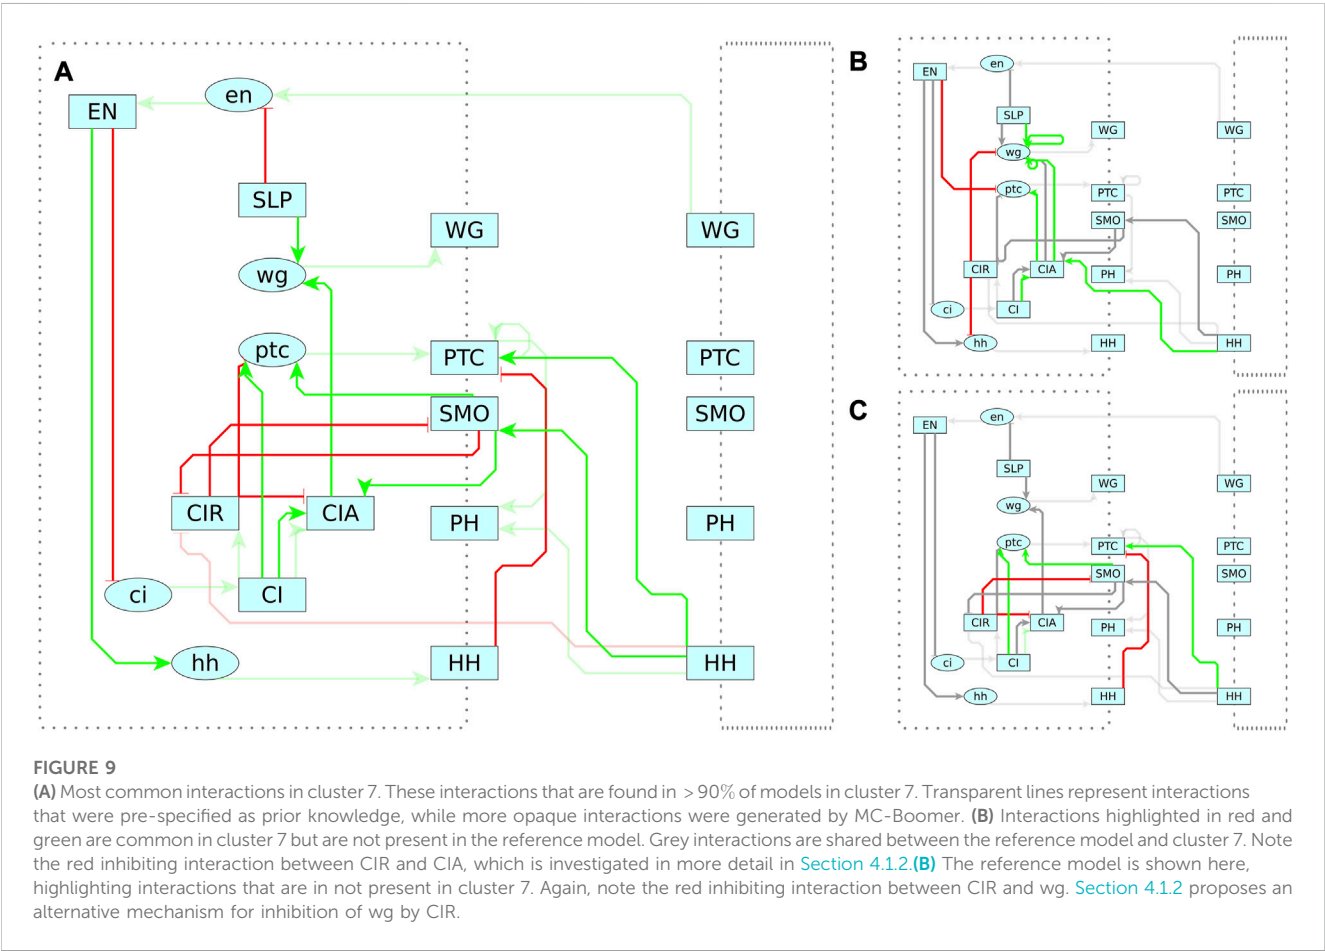 A
EN
en
SLP
WG
WG
wg
ptc
PTC
PTC
SMO
SMO
CIR
CIA
PH
PH
ci
CI
hh
HH
HH
B
EN
en
SLP
WG
WG
wg
ptc
PTC
PTC
SMO
SMO
CIR
CIA
PH
PH
ci
CI
hh
HH
HH
C
EN
en
SLP
WG
WG
wg
ptc
PTC
PTC
SMO
SMO
CIR
CIA
PH
PH
ci
CI
hh
HH
HH
FIGURE 9
(A) Most common interactions in cluster 7. These interactions that are found in >90% of models in cluster 7. Transparent lines represent interactions
that were pre-specified as prior knowledge, while more opaque interactions were generated by MC-Boomer. (B) Interactions highlighted in red and
green are common in cluster 7 but are not present in the reference model. Grey interactions are shared between the reference model and cluster 7. Note
the red inhibiting interaction between CIR and CIA, which is investigated in more detail in Section 4.1.2.(B) The reference model is shown here,
highlighting interactions that are in not present in cluster 7. Again, note the red inhibiting interaction between CIR and wg. Section 4.1.2 proposes an
alternative mechanism for inhibition of wg by CIR.